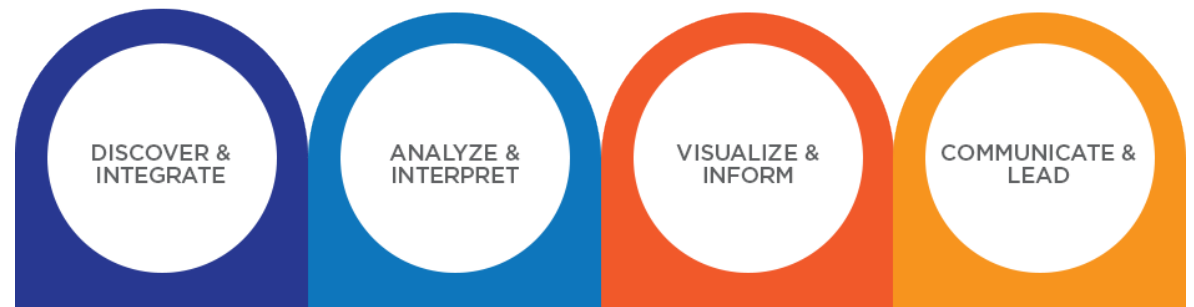 DISCOVER &
INTEGRATE
ANALYZE &
INTERPRET
VISUALIZE &
INFORM
COMMUNICATE &
LEAD